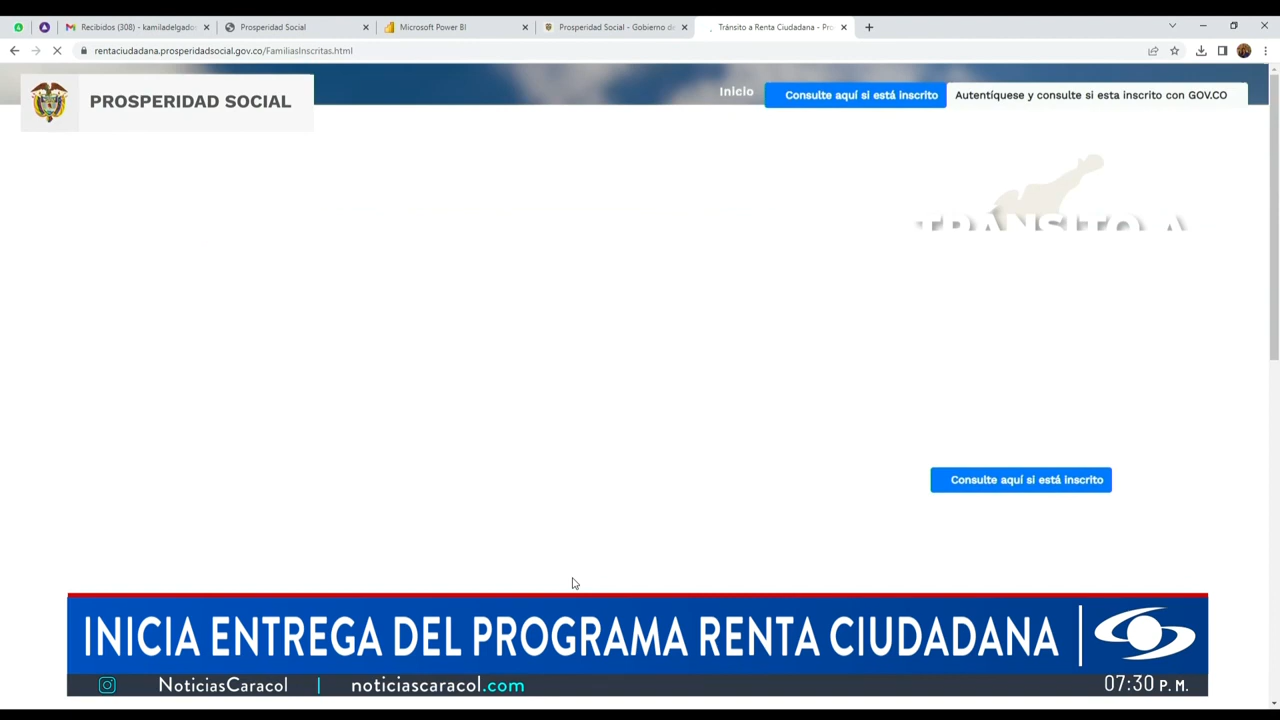 Recibidos (308) - kamiladelgado
Prosperidad Social
Microsoft Power BI
Prosperidad Social - Gobierno de
Tránsito a Renta Ciudadana - Pro
rentaciudadana.prosperidadsocial.gov.co/FamiliasInscritas.html
PROSPERIDAD SOCIAL
Inicio
Consulte aquí si está inscrito
Autentíquese y consulte si esta inscrito con GOV.CO
TRÁNSITO A
Consulte aquí si está inscrito
INICIA ENTREGA DEL PROGRAMA RENTA CIUDADANA
NoticiasCaracol | noticiascaracol.com
07:30 P. M.